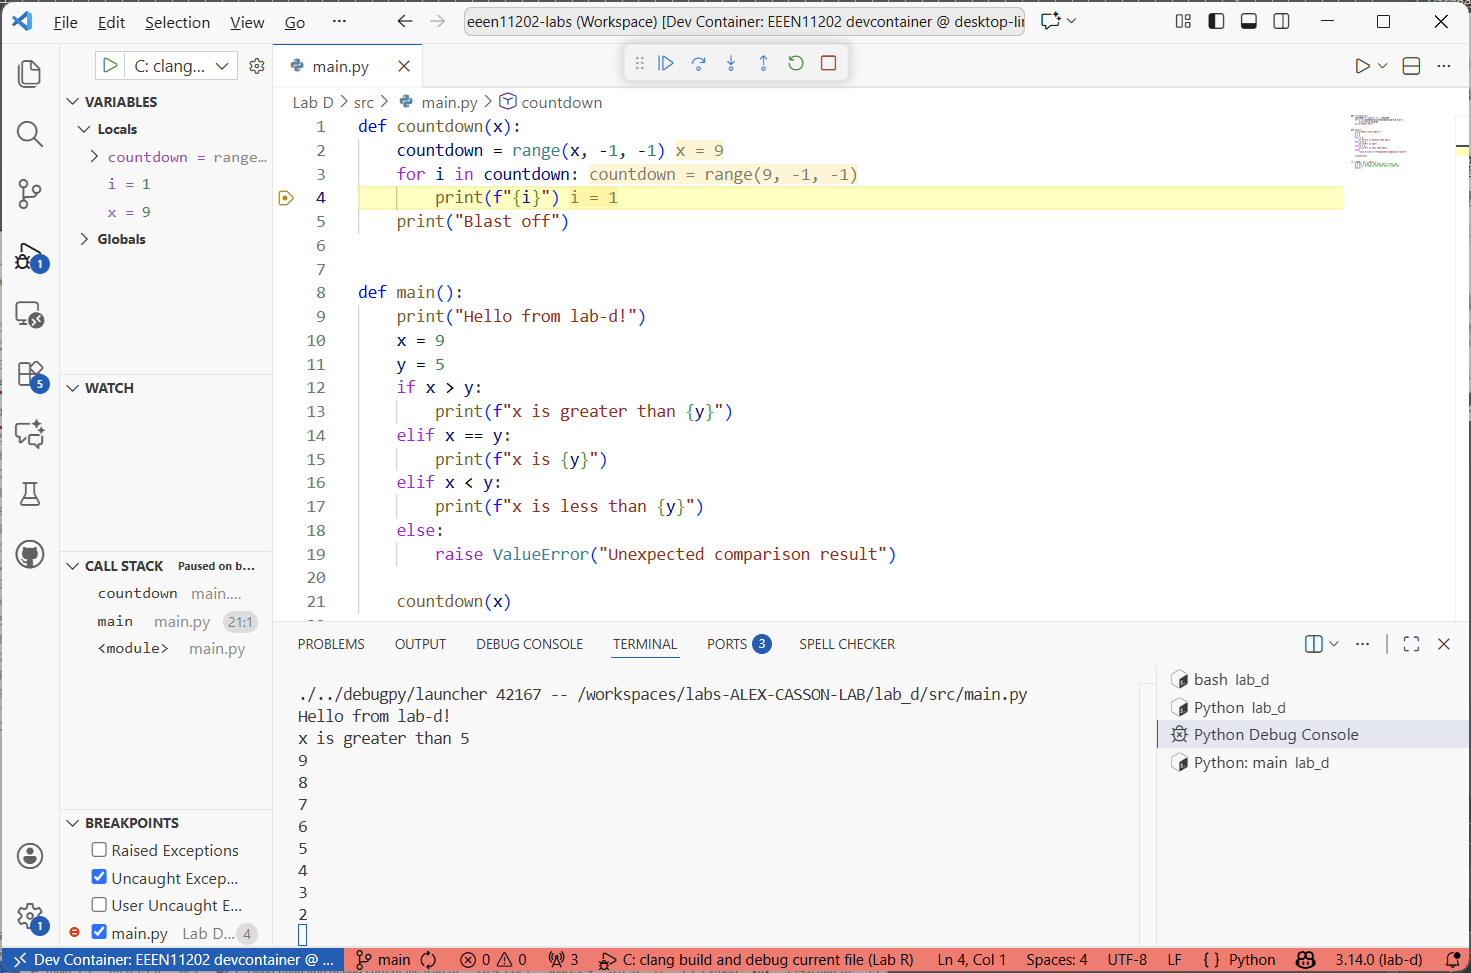 File Edit Selection View Go ··· eeen11202-labs (Workspace) [Dev Container: EEEN11202 devcontainer @ desktop-lir
C: clang...
main.py
VARIABLES
Locals
countdown = range...
i = 1
x = 9
Globals
WATCH
CALL STACK Paused on b...
countdown main....
main main.py 21:1
<module> main.py
BREAKPOINTS
Raised Exceptions
Uncaught Excep...
User Uncaught E...
main.py Lab D... 4
1
5
1
Lab D > src > main.py > countdown
1 def countdown(x):
2 countdown = range(x, -1, -1) x = 9
3 for i in countdown: countdown = range(9, -1, -1)
4 print(f"{i}") i = 1
5 print("Blast off")
6
7
8 def main():
9 print("Hello from lab-d!")
10 x = 9
11 y = 5
12 if x > y:
13 print(f"x is greater than {y}")
14 elif x == y:
15 print(f"x is {y}")
16 elif x < y:
17 print(f"x is less than {y}")
18 else:
19 raise ValueError("Unexpected comparison result")
20
21 countdown(x)
PROBLEMS OUTPUT DEBUG CONSOLE TERMINAL PORTS 3 SPELL CHECKER
./../debugpy/launcher 42167 -- /workspaces/labs-ALEX-CASSON-LAB/lab_d/src/main.py
Hello from lab-d!
x is greater than 5
9
8
7
6
5
4
3
2
bash lab_d
Python lab_d
Python Debug Console
Python: main lab_d
Dev Container: EEEN11202 devcontainer @ ... main 0 0 3 C: clang build and debug current file (Lab R) Ln 4, Col 1 Spaces: 4 UTF-8 LF { } Python 3.14.0 (lab-d)